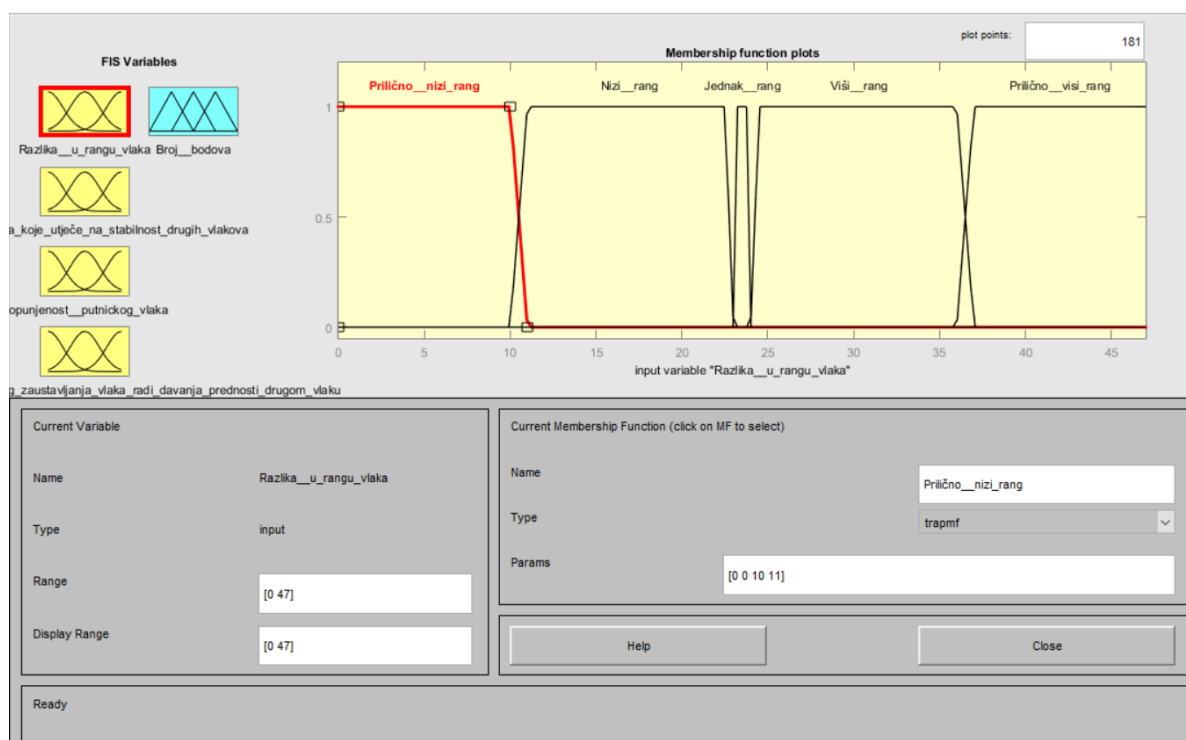 plot points:
181
FIS Variables
Membership function plots
Prilično__nizi_rang
Nizi__rang
Jednak__rang
Viši__rang
Prilično__visi_rang
Razlika__u_rangu_vlaka
Broj__bodova
a_koje_utječe_na_stabilnost_drugih_vlakova
opunjenost__putnickog_vlaka
g_zaustavljanja_vlaka_radi_davanja_prednosti_drugom_vlaku
1
0.5
0
0 5 10 15 20 25 30 35 40 45
input variable "Razlika__u_rangu_vlaka"
Current Variable
Name Razlika__u_rangu_vlaka
Type input
Range [0 47]
Display Range [0 47]
Current Membership Function (click on MF to select)
Name Prilično__nizi_rang
Type trapmf
Params [0 0 10 11]
Help
Close
Ready